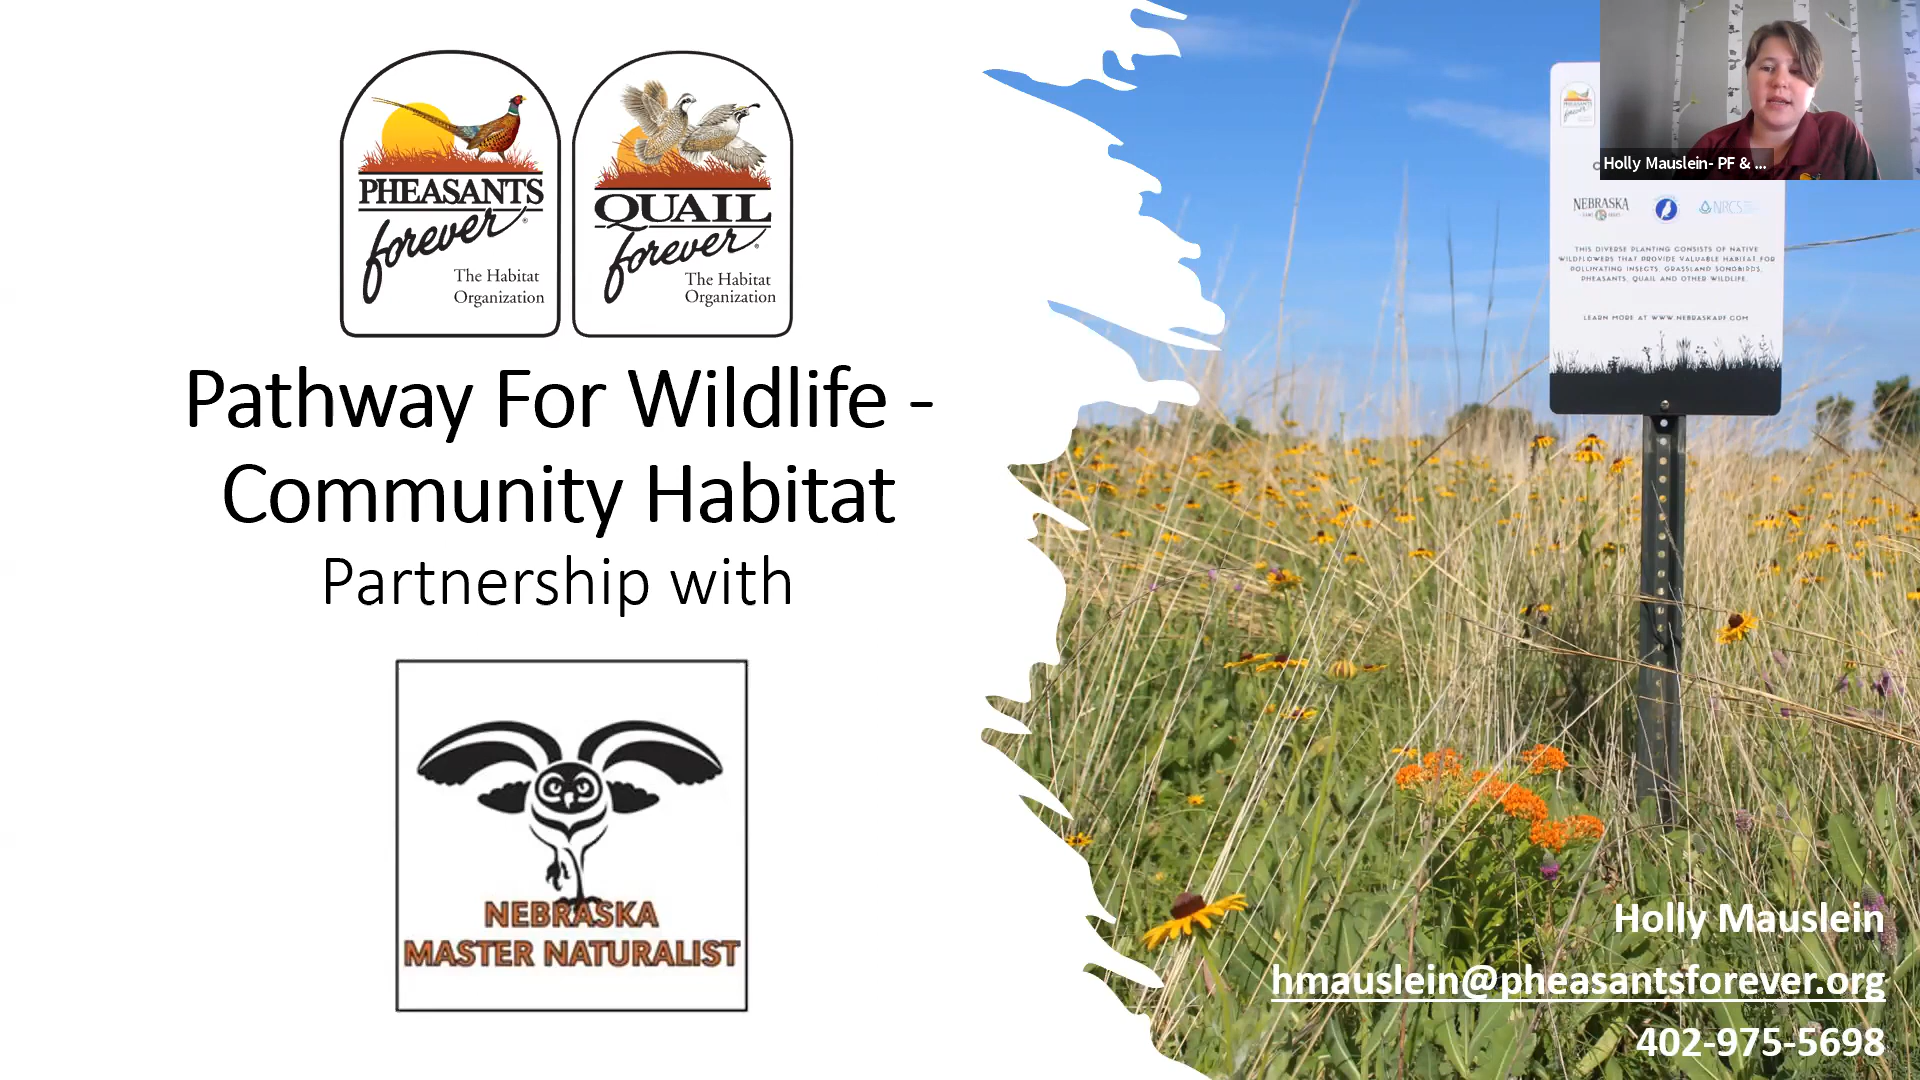 PHEASANTS
forever
The Habitat
Organization
QUAIL
forever
The Habitat
Organization
Pathway For Wildlife -
Community Habitat
Partnership with
NEBRASKA
MASTER NATURALIST
Holly Mauslein- PF & ...
NEBRASKA
NRCS
THIS DIVERSE PLANTING CONSISTS OF NATIVE
WILDFLOWERS THAT PROVIDE VALUABLE HABITAT FOR
POLLINATING INSECTS, GRASSLAND SONGBIRDS,
PHEASANTS, QUAIL AND OTHER WILDLIFE.
LEARN MORE AT WWW.NEBRASKAPF.COM
Holly Mauslein
hmauslein@pheasantsforever.org
402-975-5698